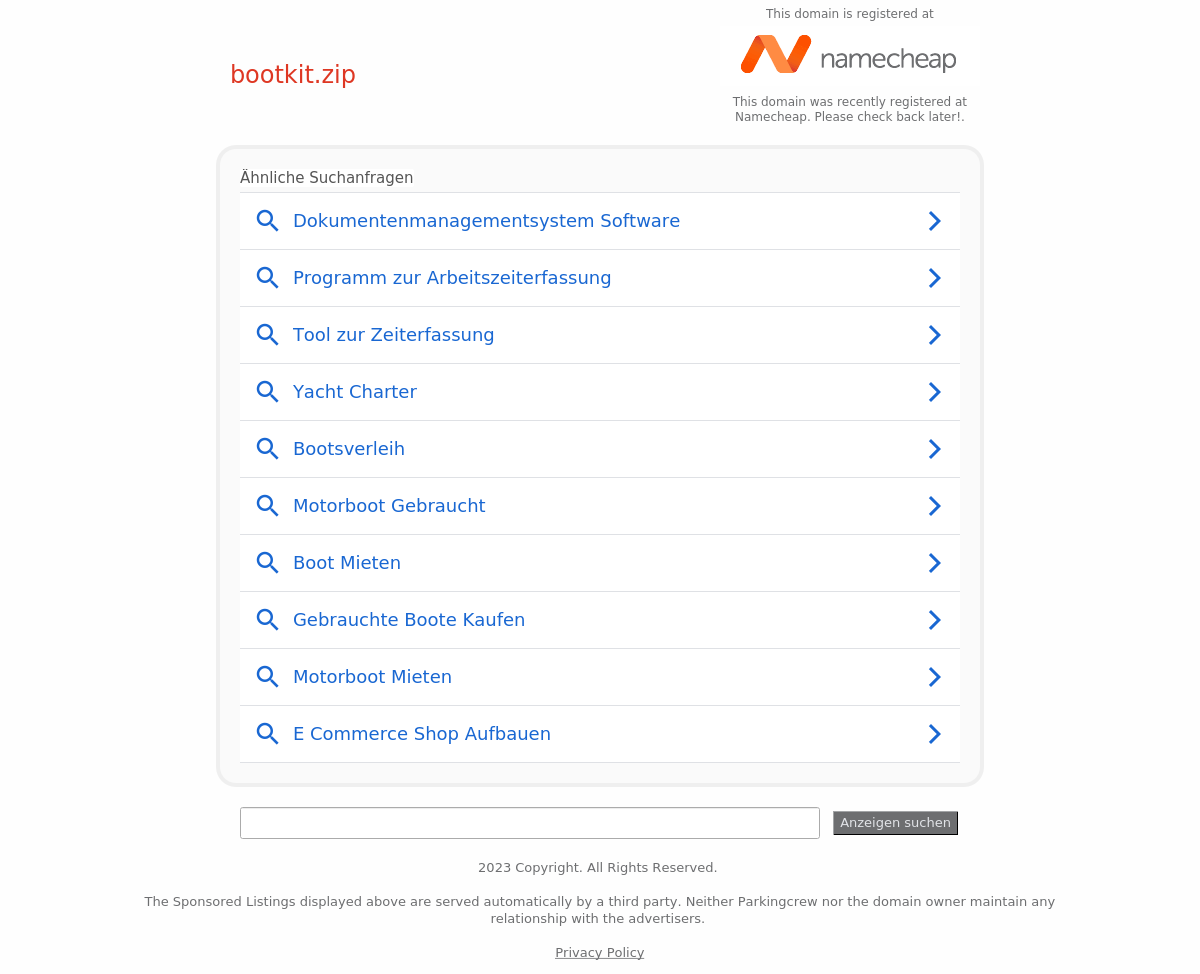 This domain is registered at
namecheap
bootkit.zip
This domain was recently registered at
Namecheap. Please check back later!.
Ähnliche Suchanfragen
Dokumentenmanagementsystem Software
Programm zur Arbeitszeiterfassung
Tool zur Zeiterfassung
Yacht Charter
Bootsverleih
Motorboot Gebraucht
Boot Mieten
Gebrauchte Boote Kaufen
Motorboot Mieten
E Commerce Shop Aufbauen
Anzeigen suchen
2023 Copyright. All Rights Reserved.
The Sponsored Listings displayed above are served automatically by a third party. Neither Parkingcrew nor the domain owner maintain any
relationship with the advertisers.
Privacy Policy